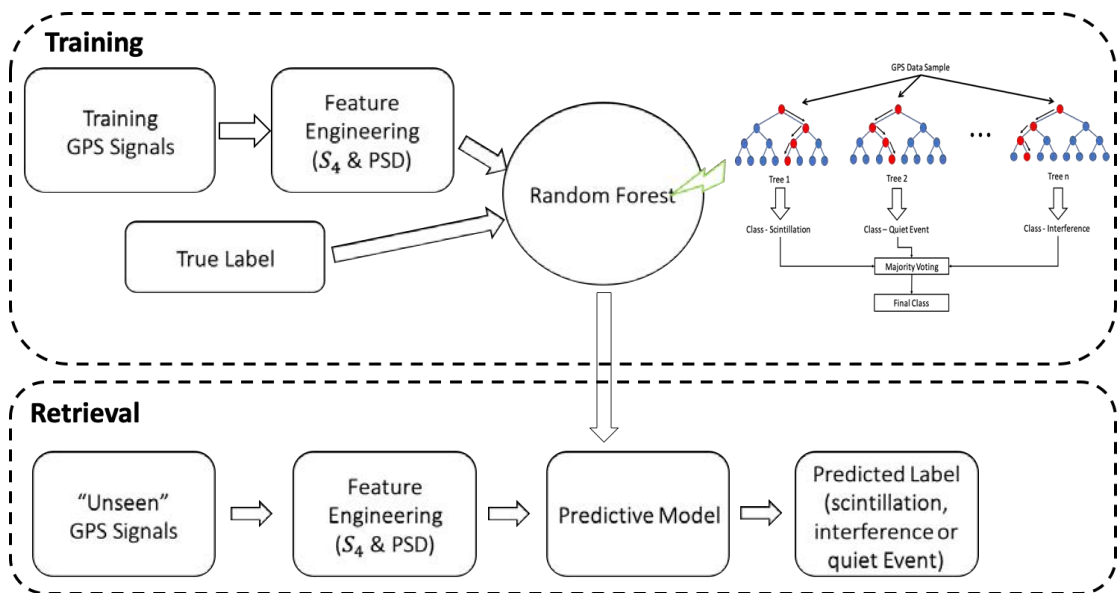 Training
Training
GPS Signals
Feature
Engineering
(S₄ & PSD)
True Label
Random Forest
GPS Data Sample
...
Tree 1
Tree 2
Tree n
Class - Scintillation
Class – Quiet Event
Class - Interference
Majority Voting
Final Class
Retrieval
“Unseen”
GPS Signals
Feature
Engineering
(S₄ & PSD)
Predictive Model
Predicted Label
(scintillation,
interference or
quiet Event)